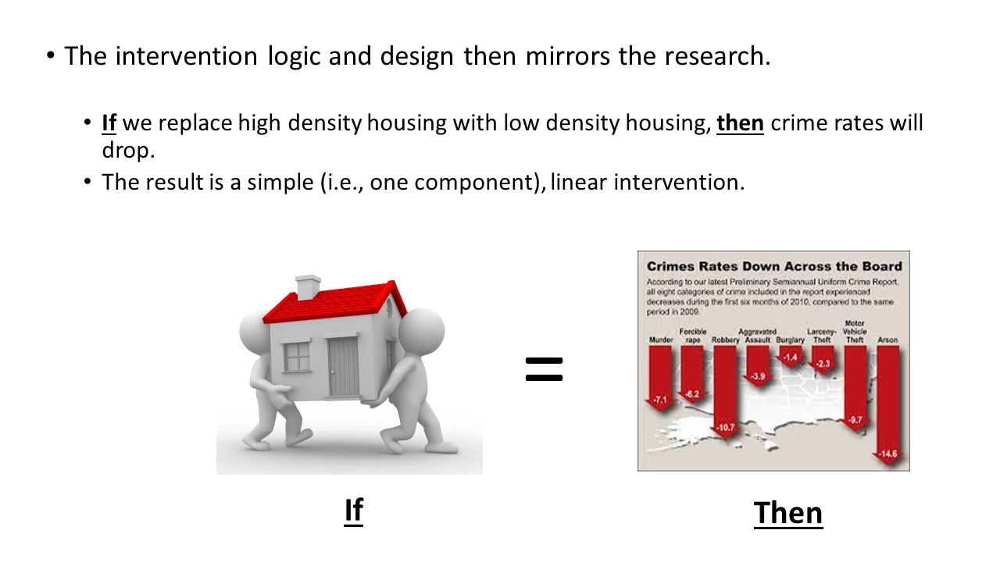 • The intervention logic and design then mirrors the research.
• If we replace high density housing with low density housing, then crime rates will
drop.
• The result is a simple (i.e., one component), linear intervention.
Crimes Rates Down Across the Board
According to our latest Preliminary Semiannual Uniform Crime Report,
all eight categories of crime included in the report experienced
decreases during the first six months of 2010, compared to the same
period in 2009.
Murder
Forcible
rape
Robbery
Aggravated
Assault
Burglary
Larceny-
Theft
Motor
Vehicle
Theft
Arson
-7.1
-6.2
-10.7
-3.9
-1.4
-2.3
-9.7
-14.6
=
If
Then